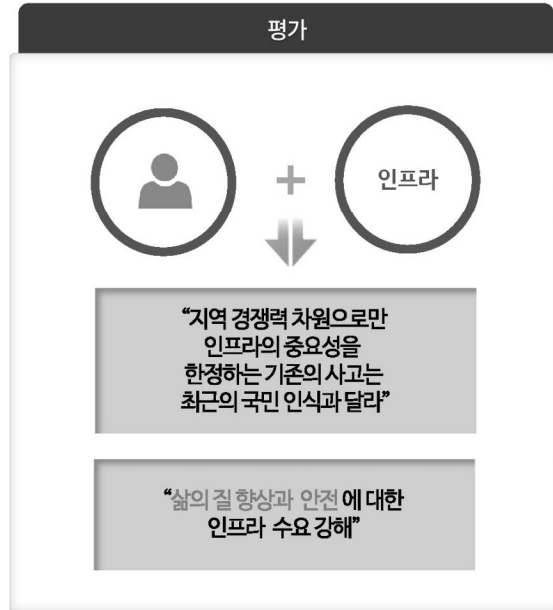 평가
+
인프라
“지역 경쟁력 차원으로만
인프라의 중요성을
한정하는 기존의 사고는
최근의 국민 인식과 달라”
“삶의 질 향상과 안전에 대한
인프라 수요 강해”